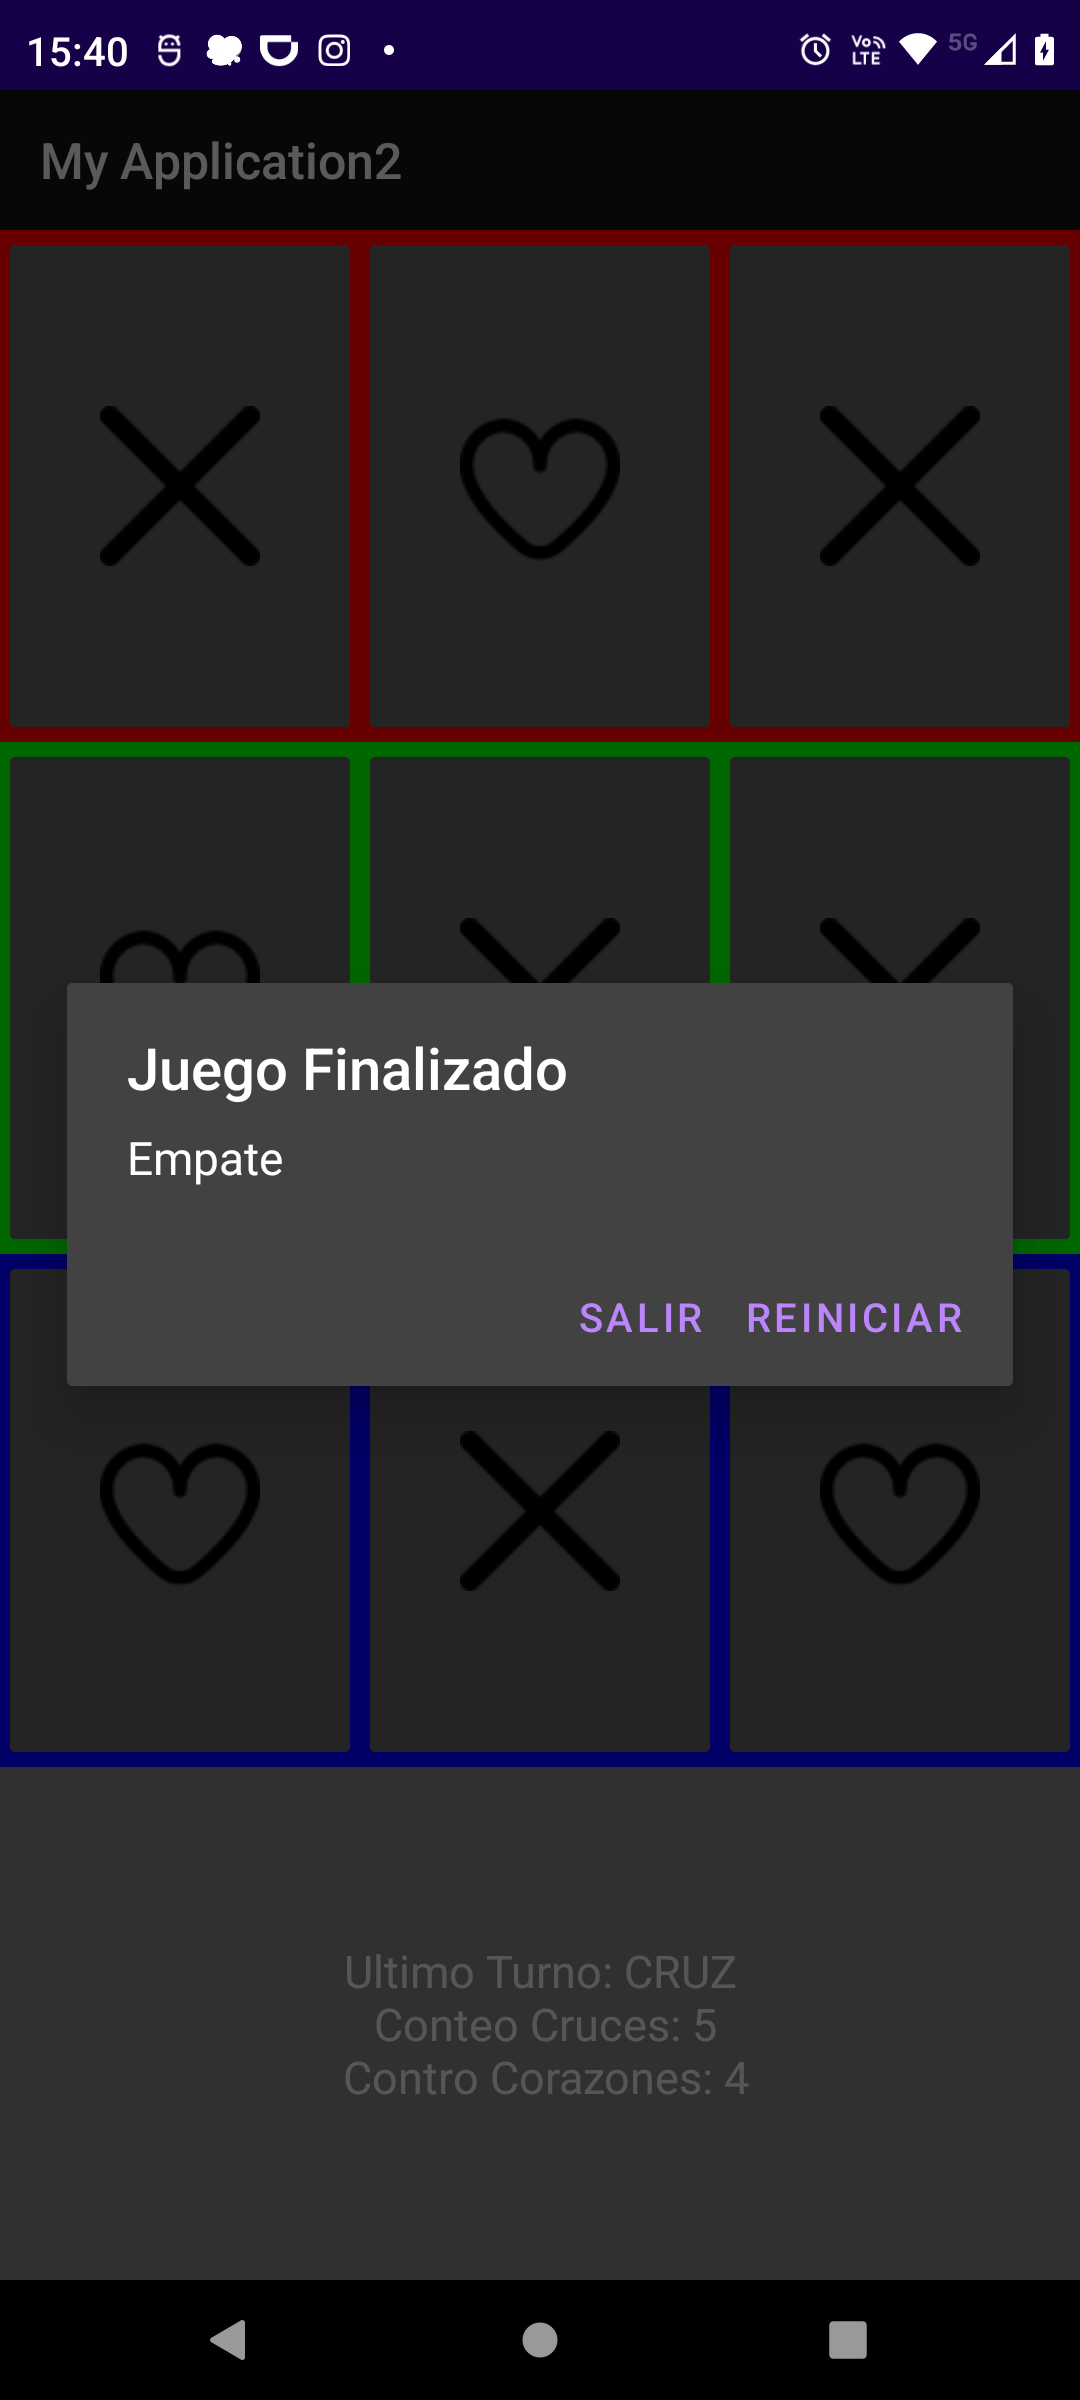 15:40
Vo LTE 5G
My Application2
Juego Finalizado
Empate
SALIR REINICIAR
Ultimo Turno: CRUZ
Conteo Cruces: 5
Contro Corazones: 4